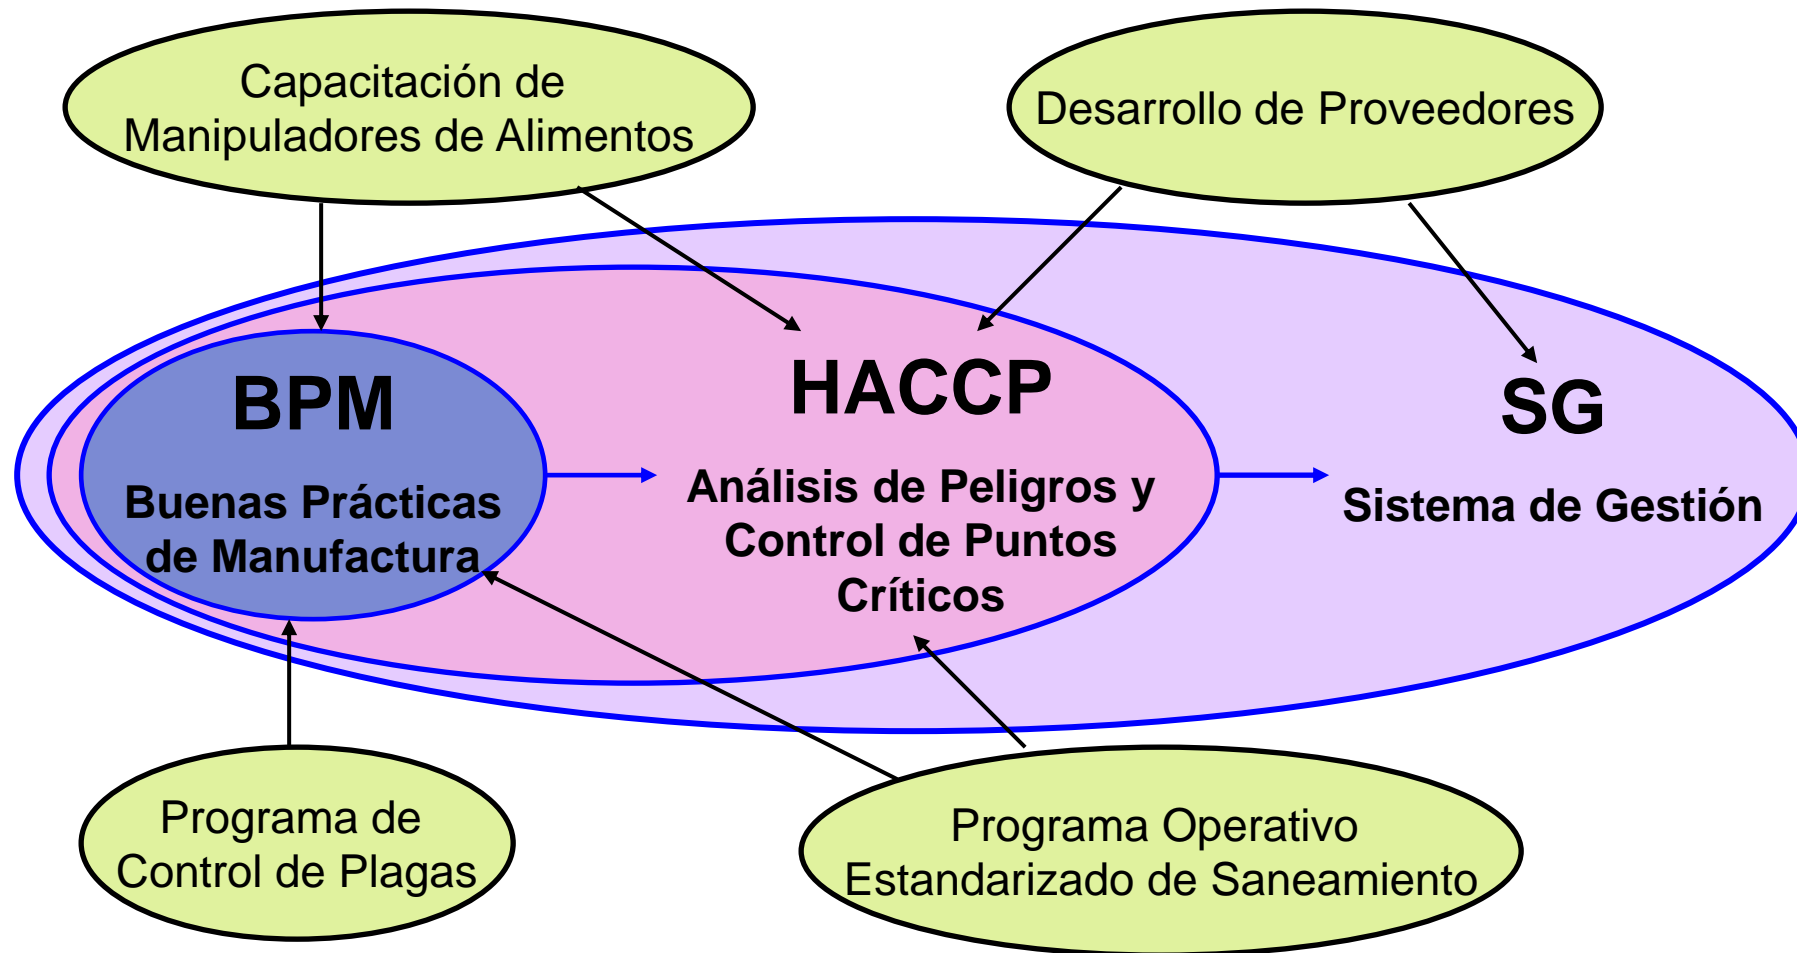 Capacitación de
Manipuladores de Alimentos
Desarrollo de Proveedores
BPM
Buenas Prácticas
de Manufactura
HACCP
Análisis de Peligros y
Control de Puntos
Críticos
SG
Sistema de Gestión
Programa de
Control de Plagas
Programa Operativo
Estandarizado de Saneamiento